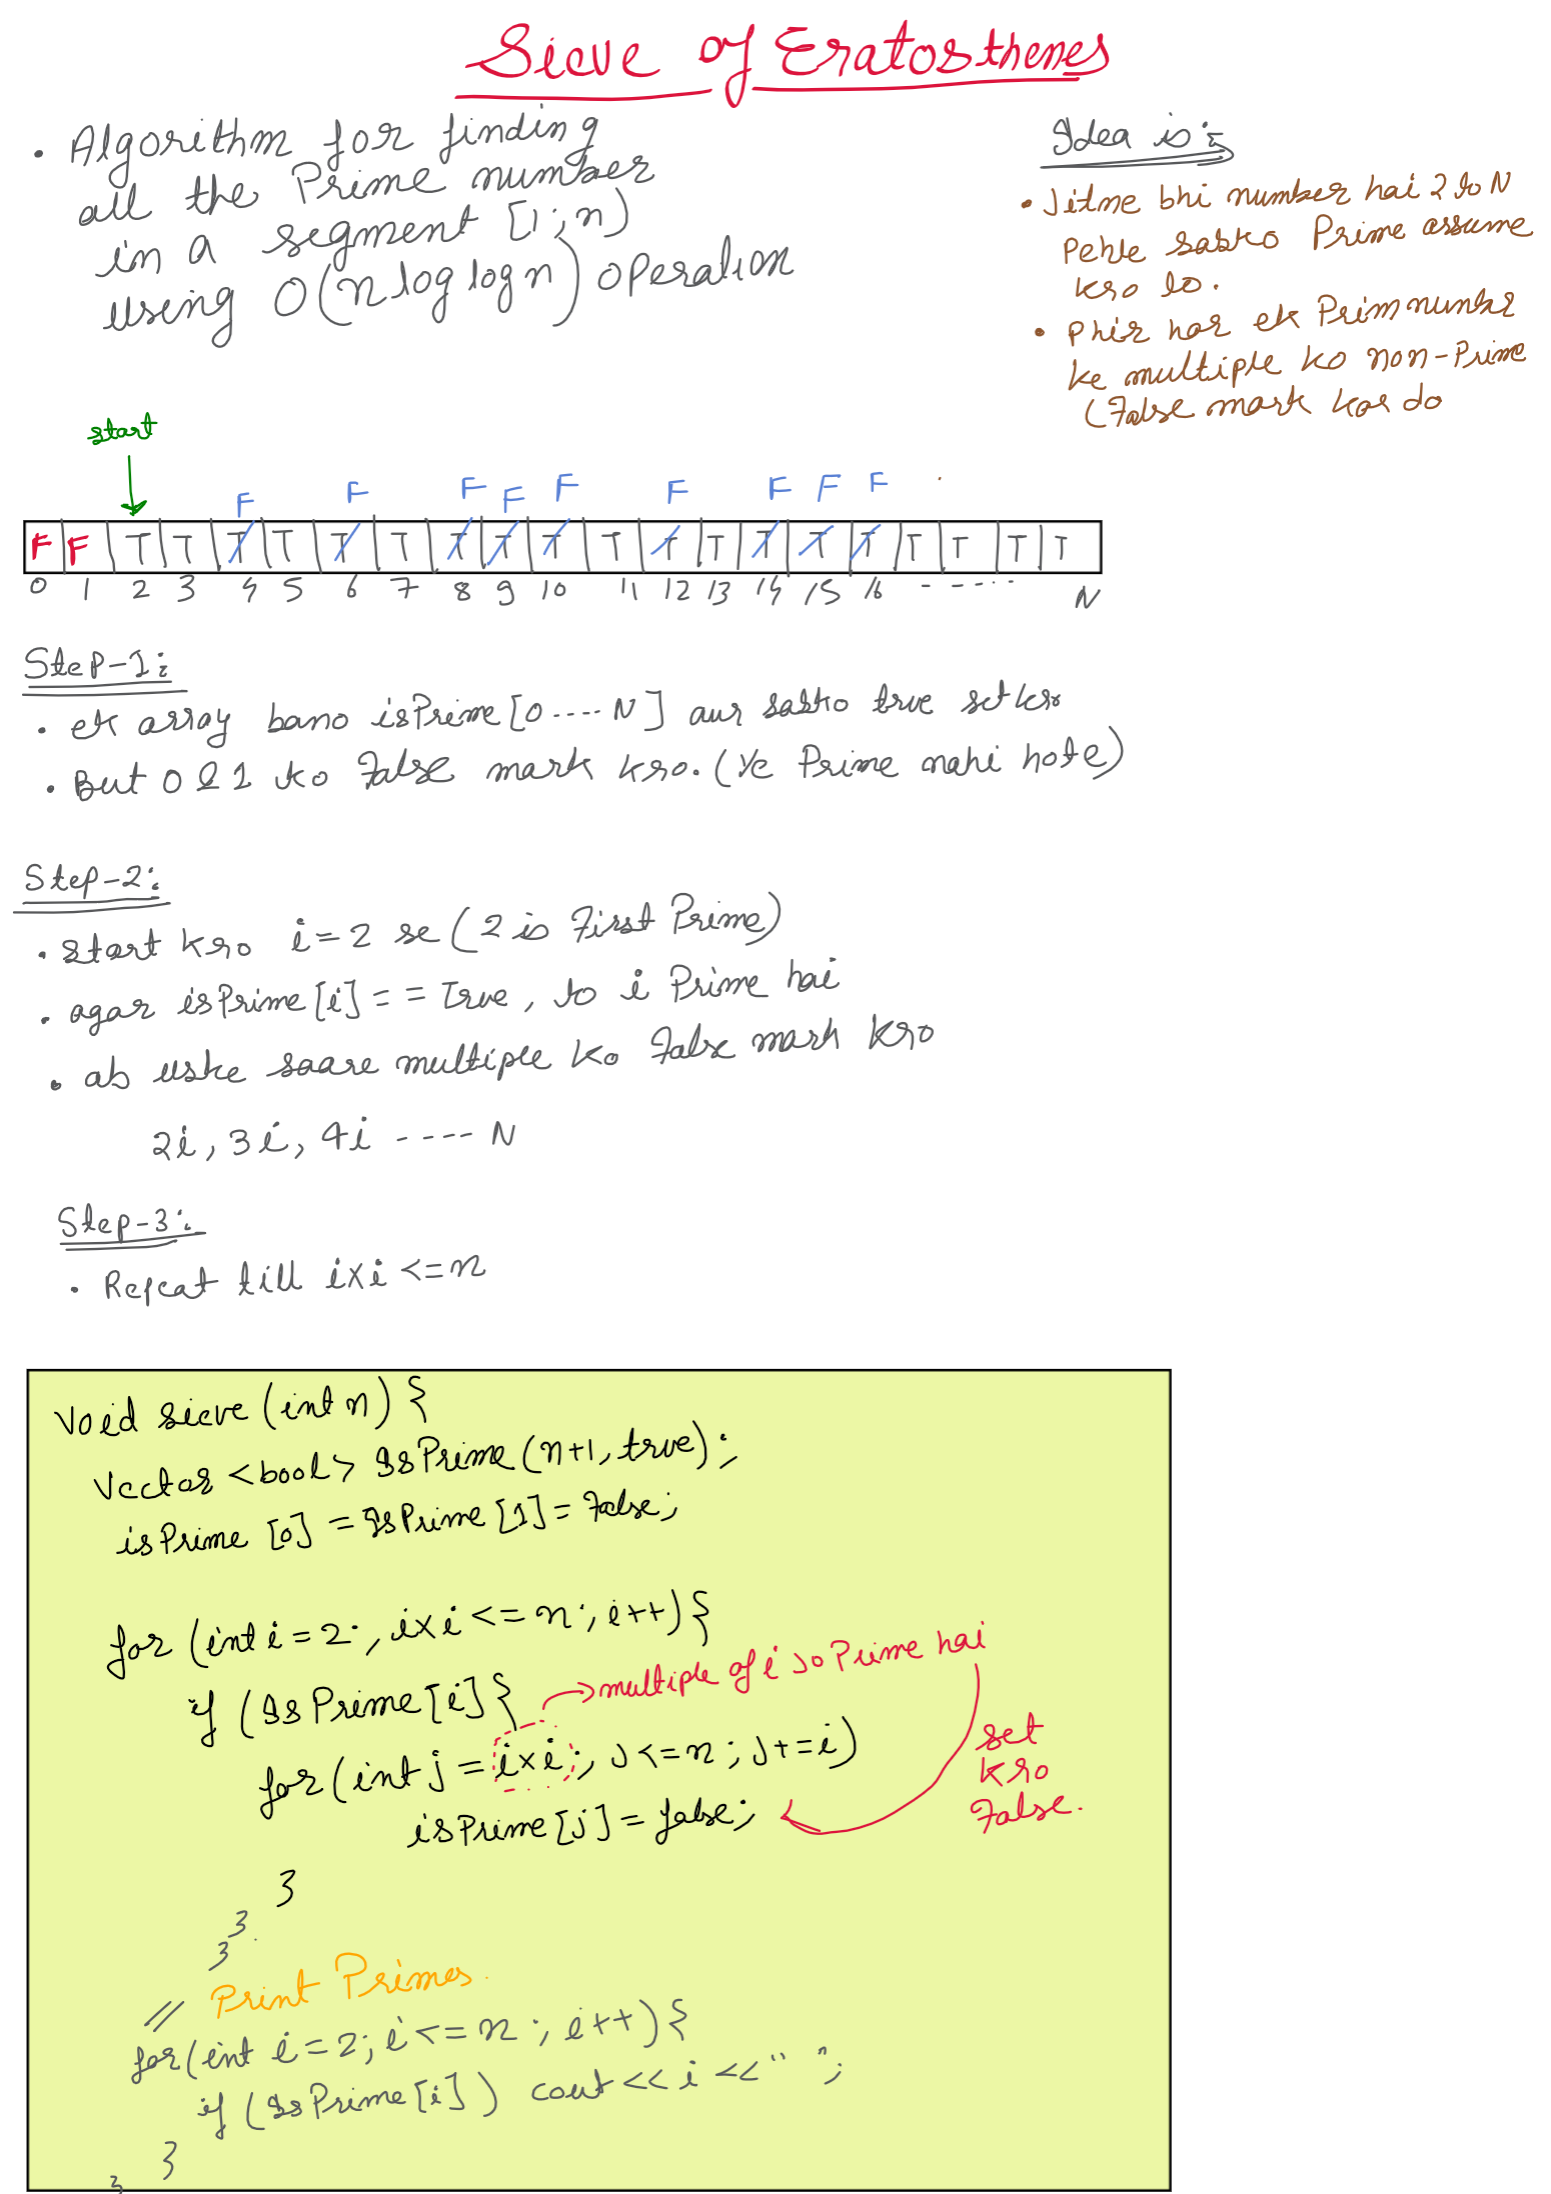 Sieve of Eratosthenes
• Algorithm for finding
all the Prime number
in a segment [1;n)
using O(n log log n) operation
Idea is:
• Jitne bhi number hai 2 to N
Pehle sabko Prime assume
kro lo.
• Phir har ek Prim number
ke multiple ko non-Prime
(False mark kar do
start
F F F F F F F F F
F F T T T T T T T T T T T T T T T T T T T
0 1 2 3 4 5 6 7 8 9 10 11 12 13 14 15 16 - - - - - - N
Step-1:
• ek array bano isPrime[0 ---- N] aur sabko true set kro
• But 0 & 1 ko False mark kro. (Ye Prime nahi hote)
Step-2:
• Start kro i=2 se (2 is First Prime)
• agar isPrime[i] == True, to i Prime hai
• ab uske saare multiple ko False mark kro
2i, 3i, 4i ---- N
Step-3:
• Repeat till i×i <=n
Void sieve (int n) {
Vector <bool> IsPrime(n+1, true);
isPrime [0] = IsPrime [1] = False;
for (int i = 2; i×i <= n; i++) {
if (IsPrime[i] {
→ multiple of i jo Prime hai
for (int j = i×i; j <= n; j += i)
isPrime[j] = false;
set
kro
False.
}
}
}
// Print Primes.
for(int i = 2; i <= n; i++) {
if (IsPrime[i]) cout << i << " ";
}
}